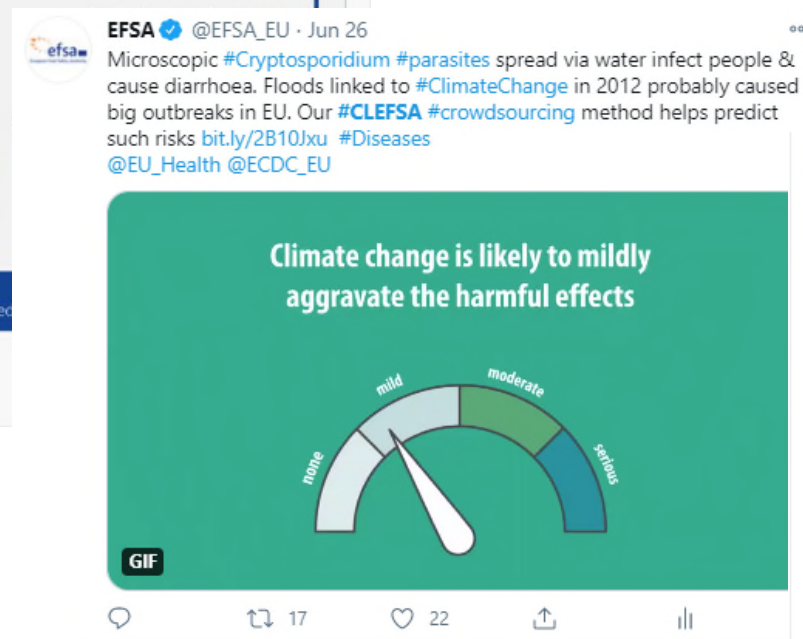 EFSA @EFSA_EU · Jun 26
efsa
Microscopic #Cryptosporidium #parasites spread via water infect people &
cause diarrhoea. Floods linked to #ClimateChange in 2012 probably caused
big outbreaks in EU. Our #CLEFSA #crowdsourcing method helps predict
such risks bit.ly/2B10Jxu #Diseases
@EU_Health @ECDC_EU
Climate change is likely to mildly
aggravate the harmful effects
none
mild
moderate
serious
GIF
17
22